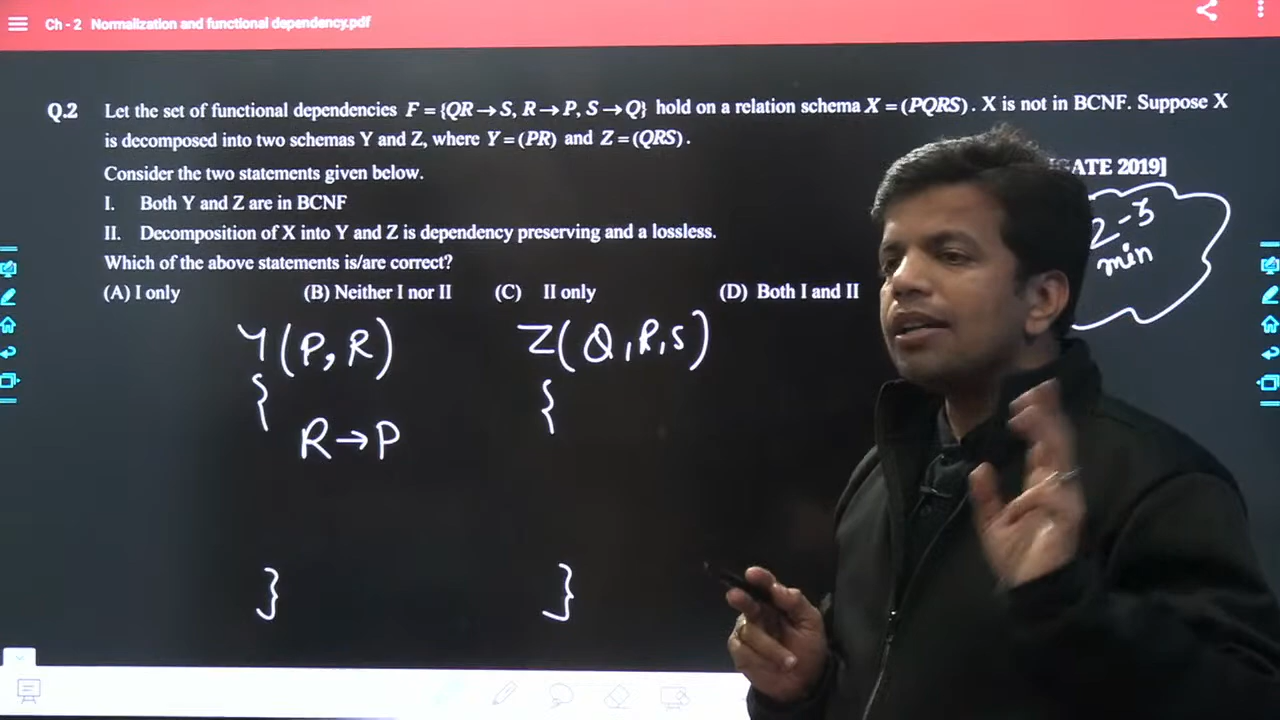 Ch - 2 Normalization and functional dependency.pdf
Q.2 Let the set of functional dependencies F = {QR → S, R → P, S → Q} hold on a relation schema X = (PQRS). X is not in BCNF. Suppose X
is decomposed into two schemas Y and Z, where Y = (PR) and Z = (QRS).
Consider the two statements given below. GATE 2019]
I. Both Y and Z are in BCNF
II. Decomposition of X into Y and Z is dependency preserving and a lossless.
Which of the above statements is/are correct?
(A) I only (B) Neither I nor II (C) II only (D) Both I and II
2-3
min
Y(P,R) Z(Q,R,S)
{ {
R→P
} }